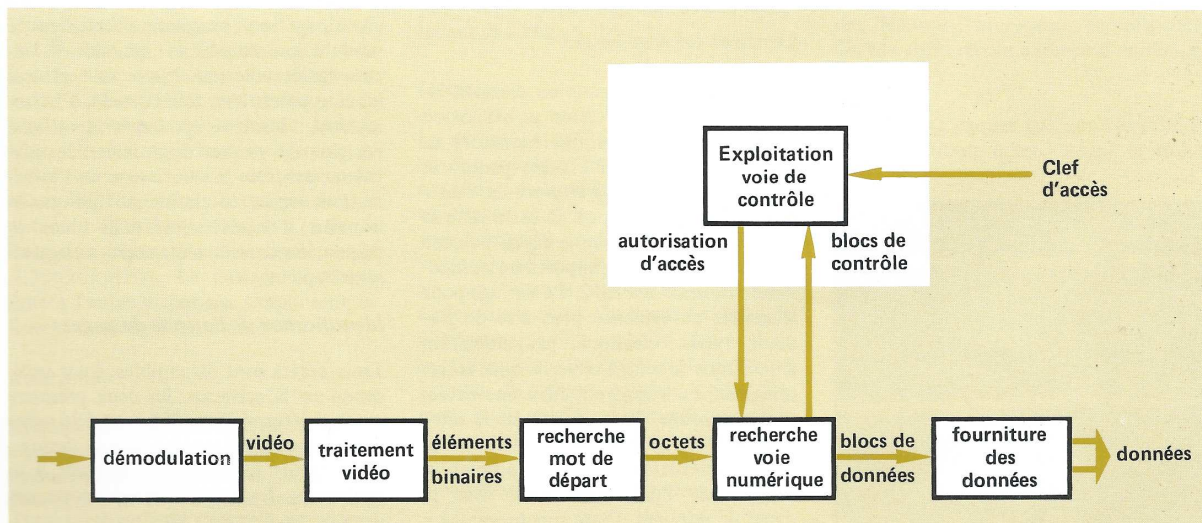 Exploitation
voie de
contrôle
Clef
d'accès
autorisation
d'accès
blocs de
contrôle
démodulation
vidéo
traitement
vidéo
éléments
binaires
recherche
mot de
départ
octets
recherche
voie
numérique
blocs de
données
fourniture
des
données
données